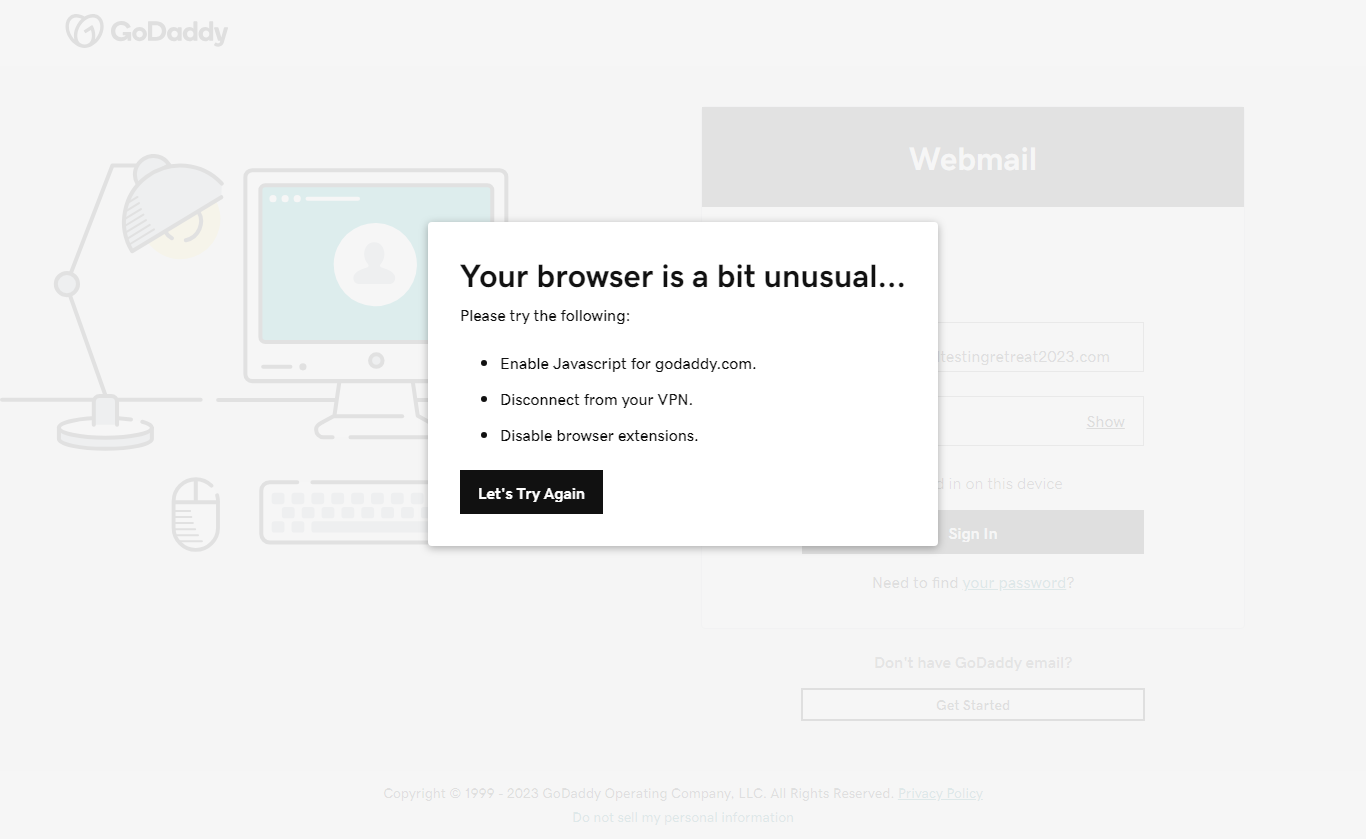 GoDaddy
Webmail
Your browser is a bit unusual...
Please try the following:
Enable Javascript for godaddy.com.
Disconnect from your VPN.
Disable browser extensions.
Let's Try Again
testingretreat2023.com
Show
in on this device
Sign In
Need to find your password?
Don't have GoDaddy email?
Get Started
Copyright © 1999 - 2023 GoDaddy Operating Company, LLC. All Rights Reserved. Privacy Policy
Do not sell my personal information